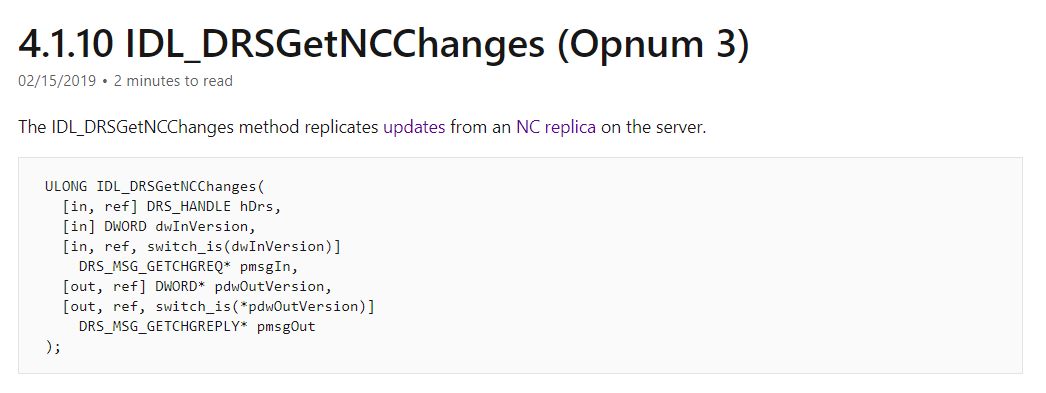 4.1.10 IDL_DRSGetNCChanges (Opnum 3)
02/15/2019 • 2 minutes to read
The IDL_DRSGetNCChanges method replicates updates from an NC replica on the server.
ULONG IDL_DRSGetNCChanges(
  [in, ref] DRS_HANDLE hDrs,
  [in] DWORD dwInVersion,
  [in, ref, switch_is(dwInVersion)]
    DRS_MSG_GETCHGREQ* pmsgIn,
  [out, ref] DWORD* pdwOutVersion,
  [out, ref, switch_is(*pdwOutVersion)]
    DRS_MSG_GETCHGREPLY* pmsgOut
);